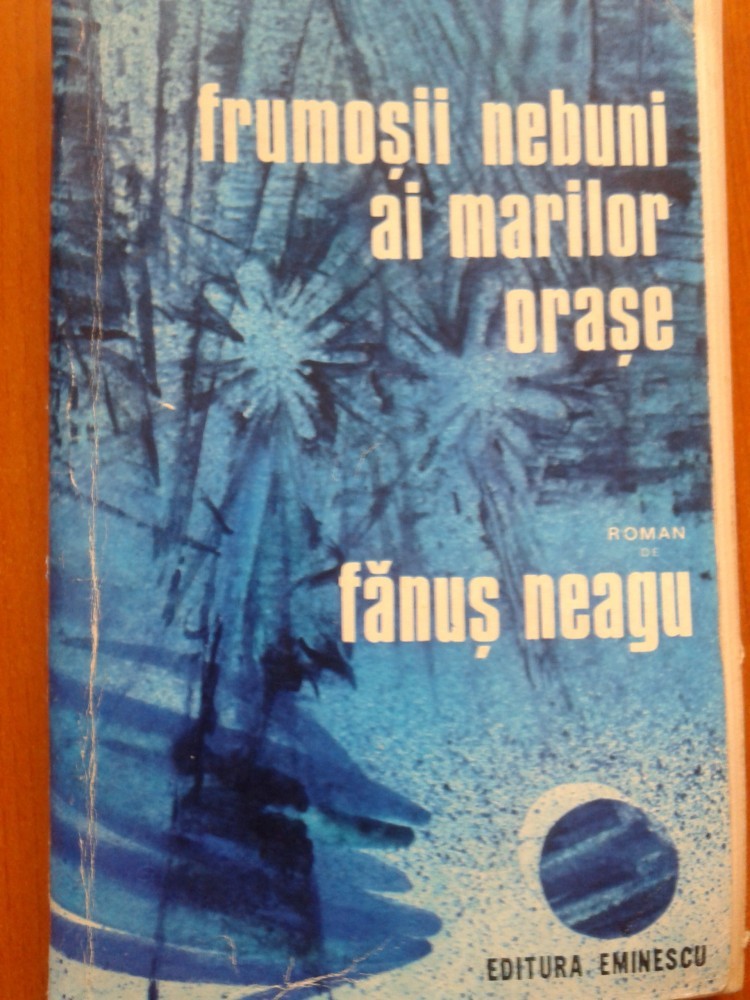 frumoșii nebuni
ai marilor
orașe
ROMAN
DE
fănuș neagu
EDITURA EMINESCU